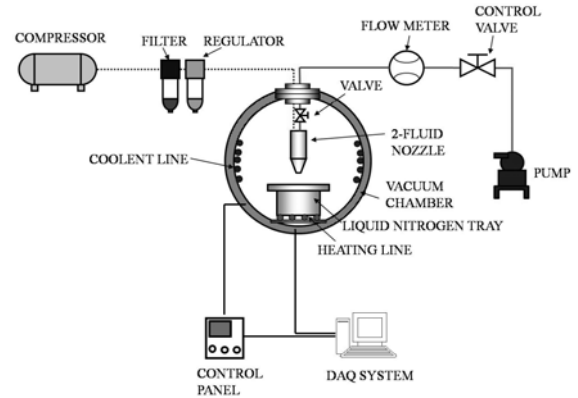 COMPRESSOR
FILTER
REGULATOR
FLOW METER
CONTROL
VALVE
VALVE
2-FLUID
NOZZLE
COOLENT LINE
PUMP
VACUUM
CHAMBER
LIQUID NITROGEN TRAY
HEATING LINE
CONTROL
PANEL
DAQ SYSTEM